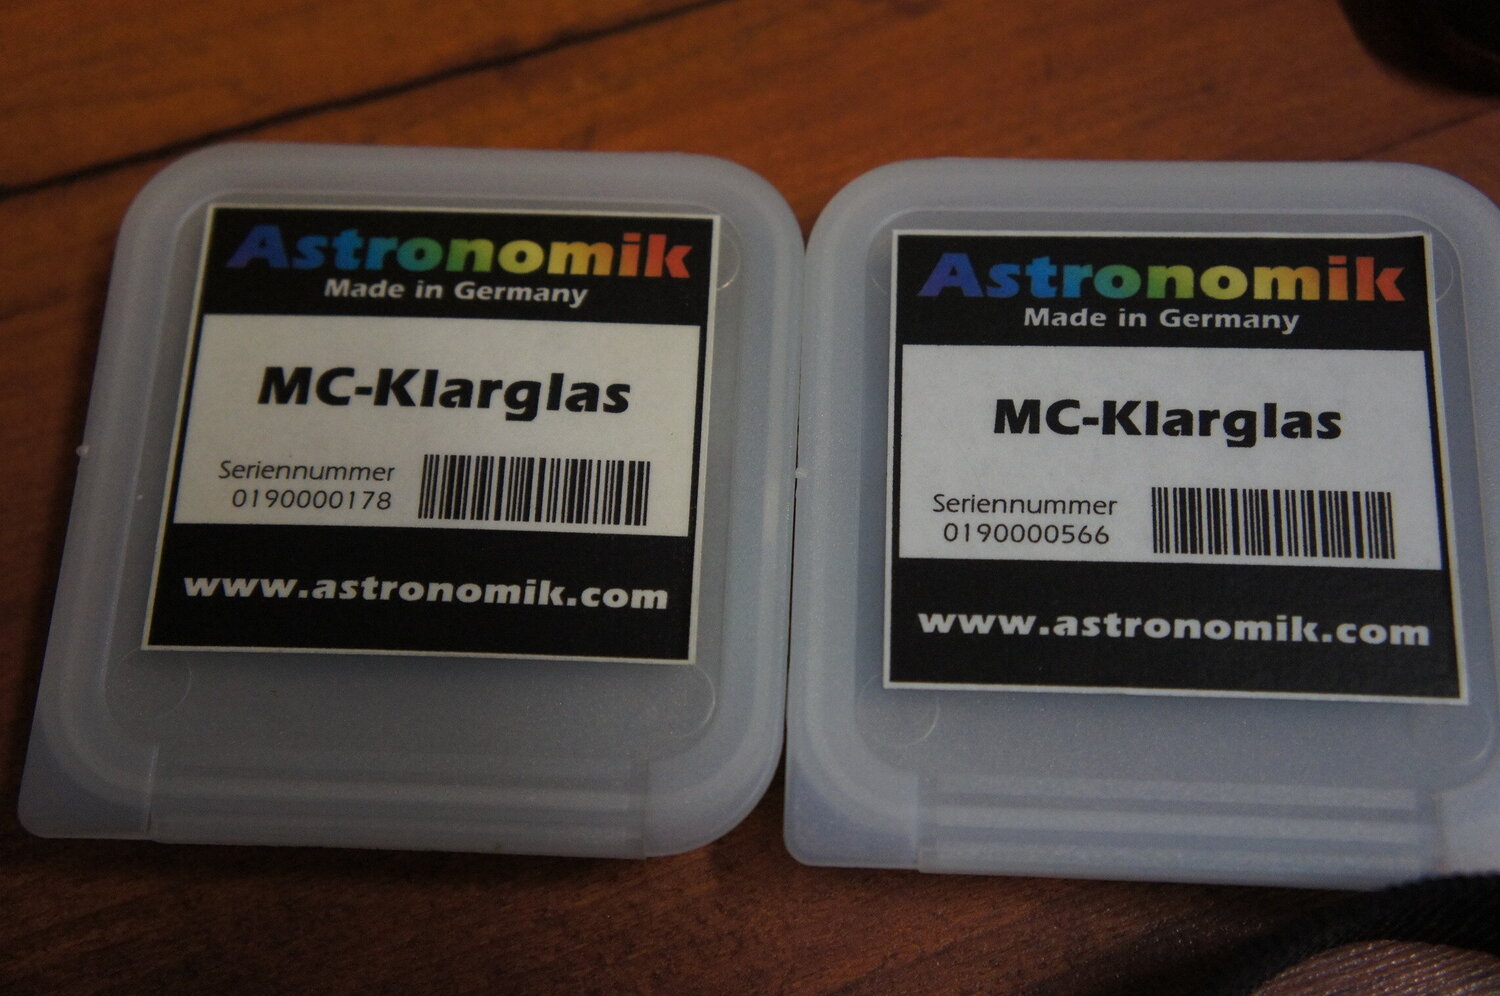 Astronomik
Made in Germany
MC-Klarglas
Seriennummer
0190000178
www.astronomik.com
Astronomik
Made in Germany
MC-Klarglas
Seriennummer
0190000566
www.astronomik.com